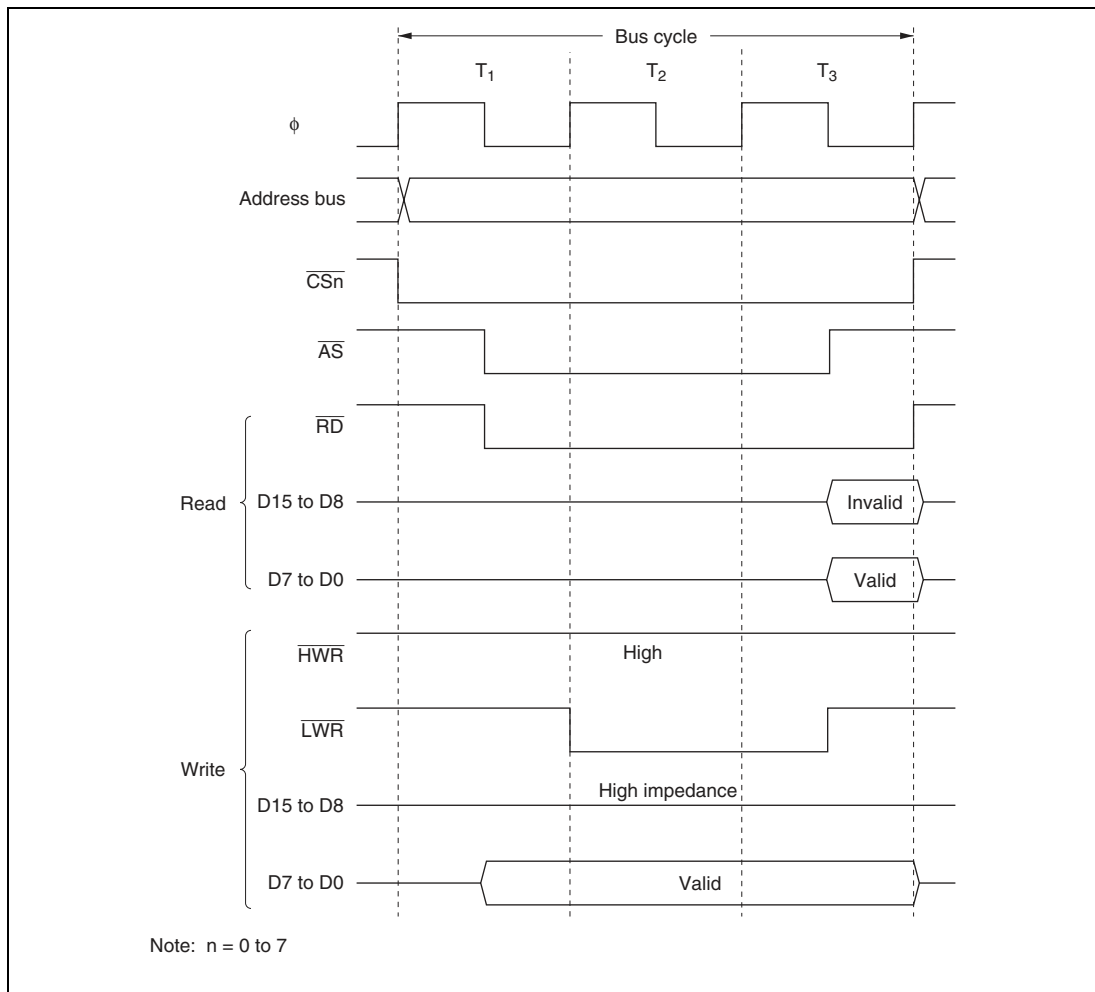 Bus cycle
T1 T2 T3
ϕ
Address bus
CSn
AS
RD
Read
D15 to D8 Invalid
D7 to D0 Valid
HWR High
LWR
Write
D15 to D8 High impedance
D7 to D0 Valid
Note: n = 0 to 7